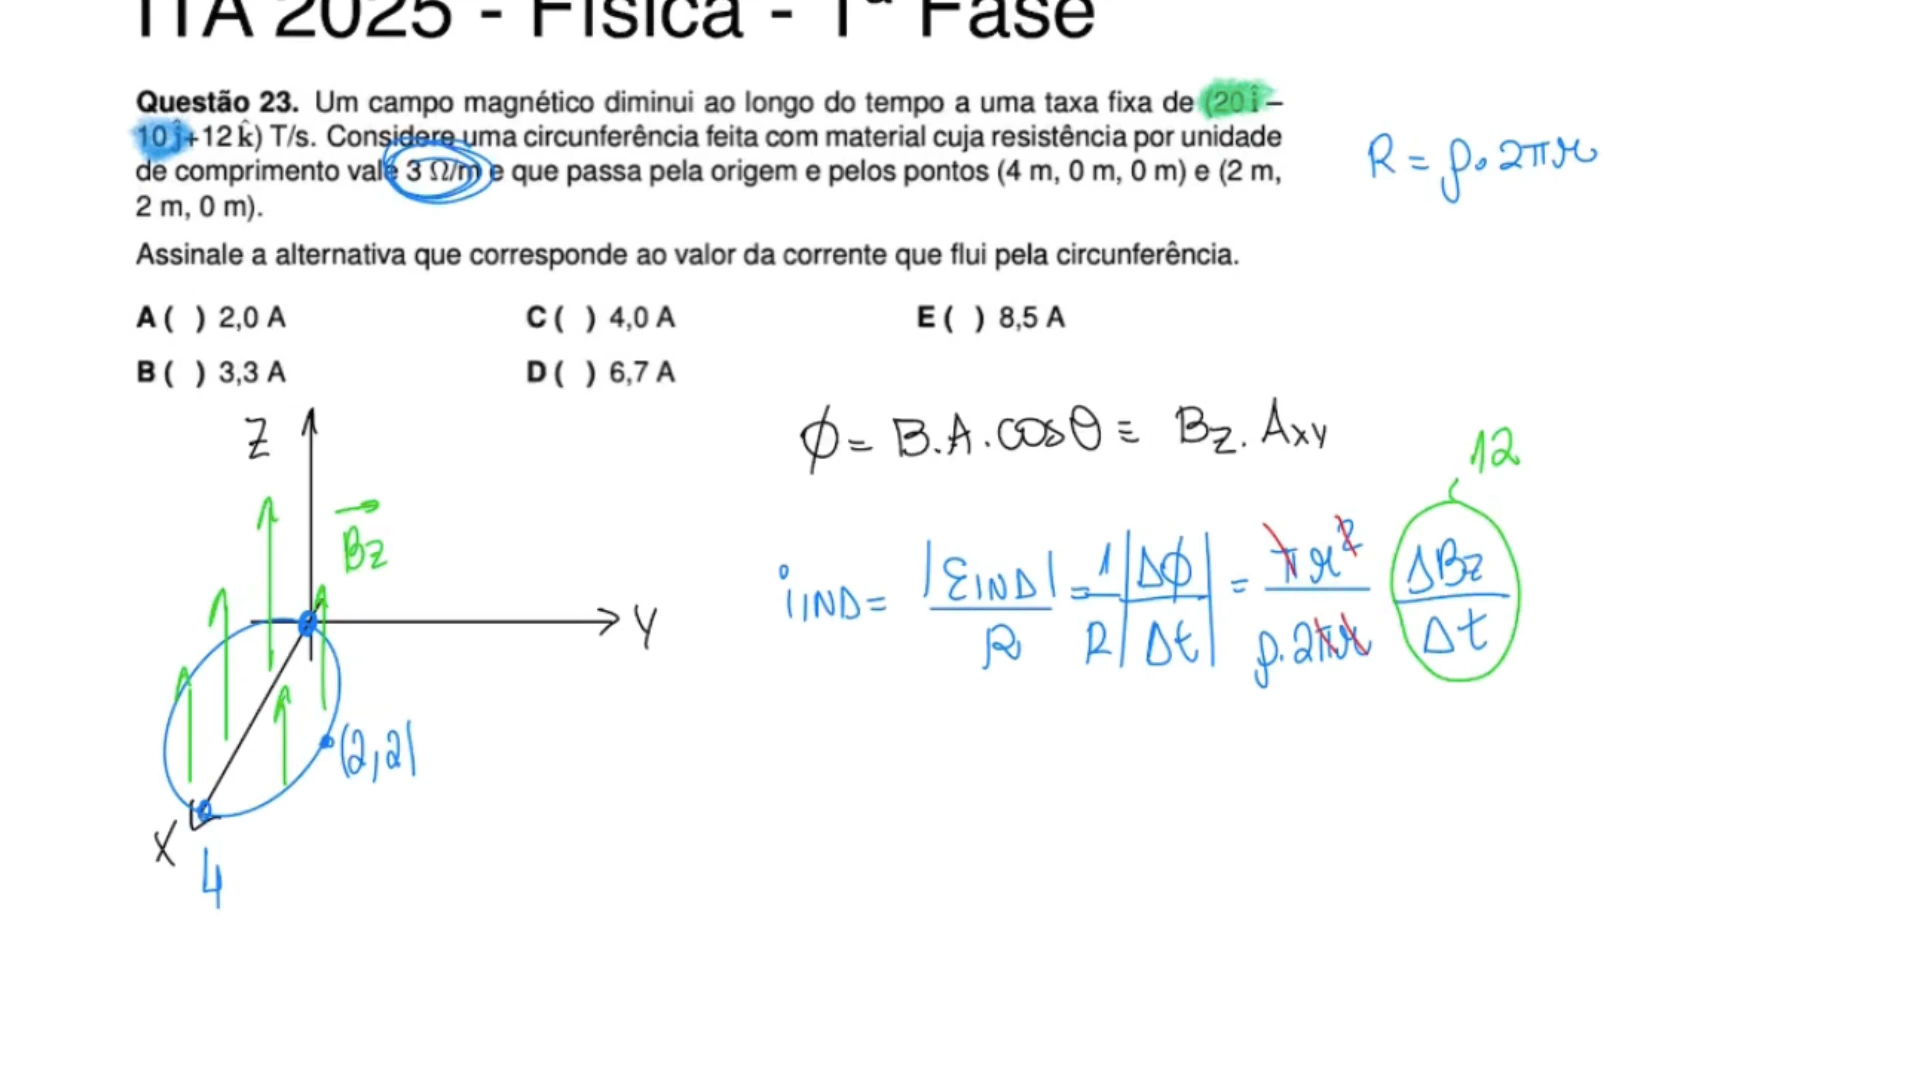 ITA 2025 - Física - 1ª Fase
Questão 23. Um campo magnético diminui ao longo do tempo a uma taxa fixa de (20 î –
10 ĵ+12 k̂) T/s. Considere uma circunferência feita com material cuja resistência por unidade
de comprimento vale 3 Ω/m e que passa pela origem e pelos pontos (4 m, 0 m, 0 m) e (2 m,
2 m, 0 m).
R = ρ. 2πr
Assinale a alternativa que corresponde ao valor da corrente que flui pela circunferência.
A ( ) 2,0 A
C ( ) 4,0 A
E ( ) 8,5 A
B ( ) 3,3 A
D ( ) 6,7 A
Z
Bz
Y
(2,2)
X
4
ϕ = B.A.cosθ = Bz. Axy
12
iIND = |εIND|/R = 1/R |Δϕ/Δt| = πr²/ρ.2πr ΔBz/Δt